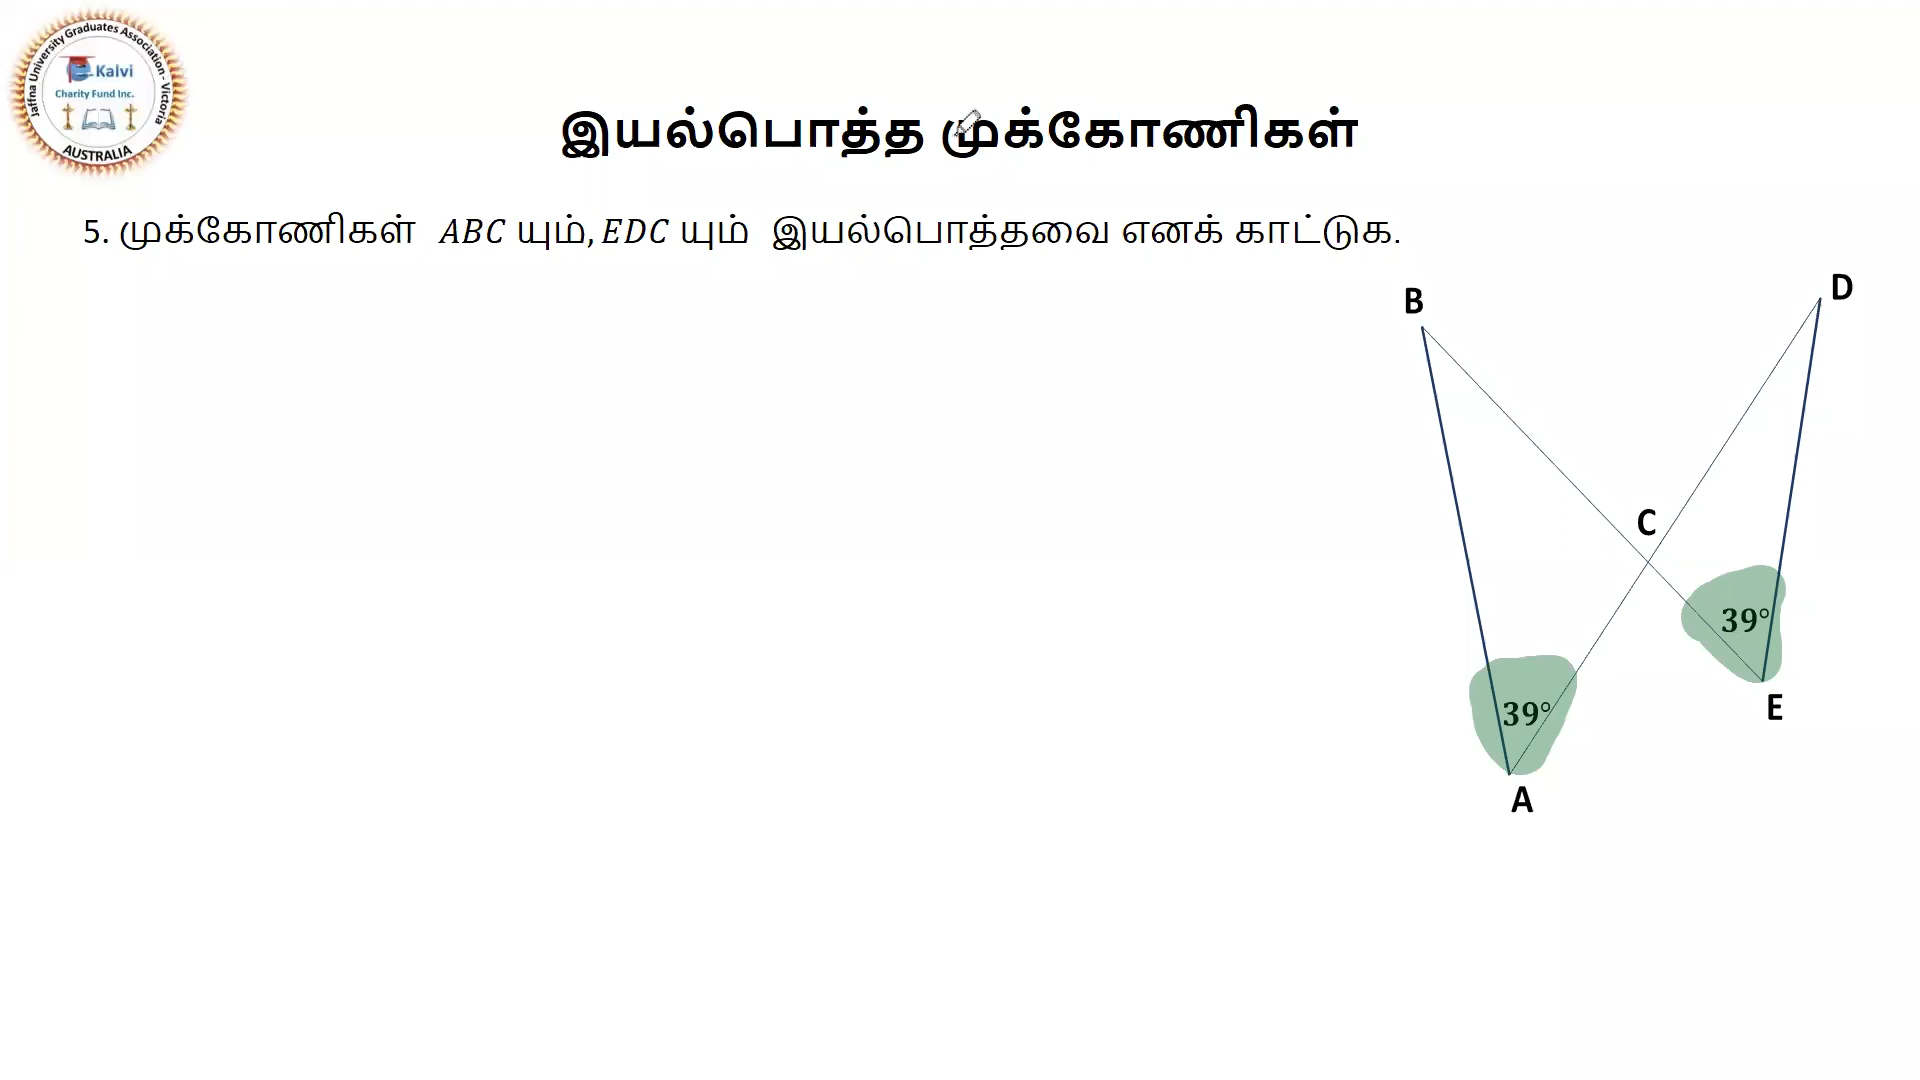 Jaffna University Graduates Association - Victoria
Kalvi
Charity Fund Inc.
AUSTRALIA
இயல்பொத்த முக்கோணிகள்
5. முக்கோணிகள் ABC யும், EDC யும் இயல்பொத்தவை எனக் காட்டுக.
B
D
C
39°
E
39°
A